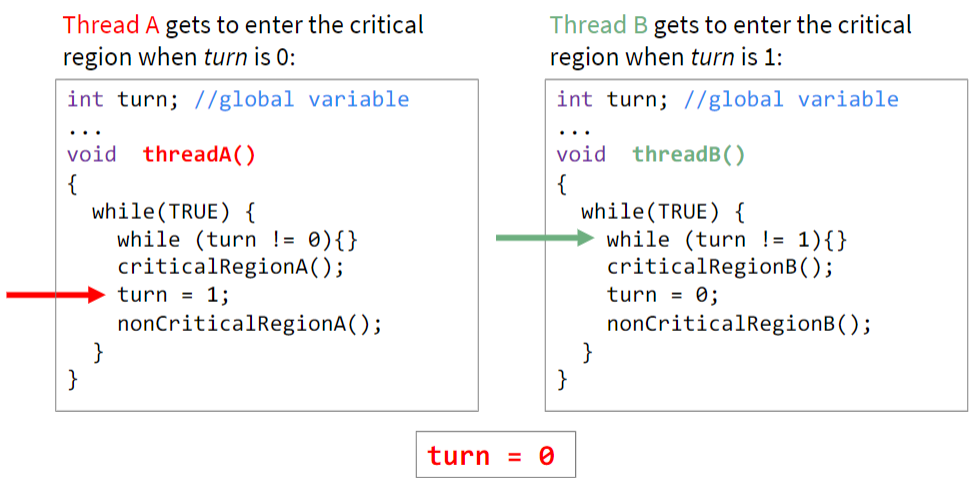 Thread A gets to enter the critical
region when turn is 0:
int turn; //global variable
...
void  threadA()
{
  while(TRUE) {
    while (turn != 0){}
    criticalRegionA();
    turn = 1;
    nonCriticalRegionA();
  }
}
Thread B gets to enter the critical
region when turn is 1:
int turn; //global variable
...
void  threadB()
{
  while(TRUE) {
    while (turn != 1){}
    criticalRegionB();
    turn = 0;
    nonCriticalRegionB();
  }
}
turn = 0